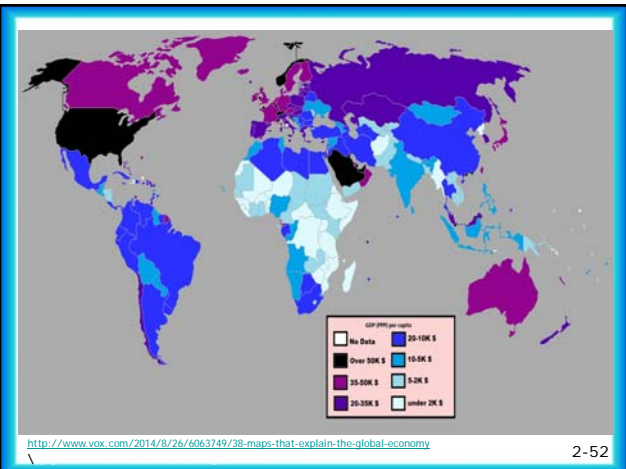 GDP (PPP) per capita
No Data
Over 50K $
35-50K $
20-35K $
20-10K $
10-5K $
5-2K $
under 2K $
http://www.vox.com/2014/8/26/6063749/38-maps-that-explain-the-global-economy
\
2-52